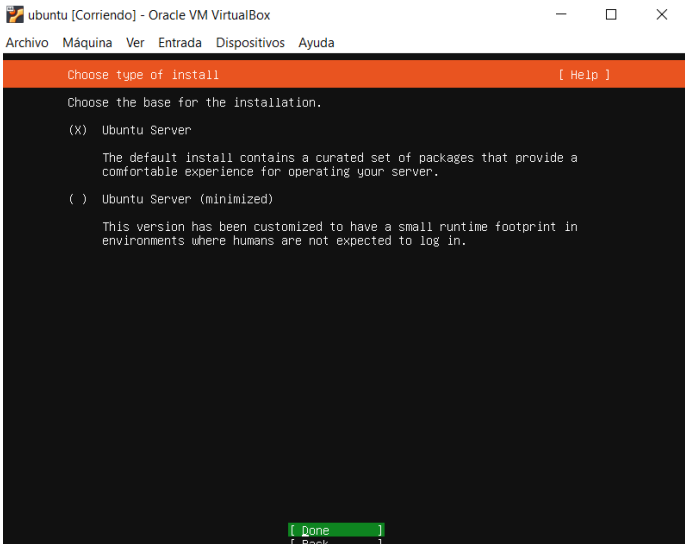 ubuntu [Corriendo] - Oracle VM VirtualBox
Archivo Máquina Ver Entrada Dispositivos Ayuda
Choose type of install [ Help ]
Choose the base for the installation.
(X) Ubuntu Server
The default install contains a curated set of packages that provide a
comfortable experience for operating your server.
( ) Ubuntu Server (minimized)
This version has been customized to have a small runtime footprint in
environments where humans are not expected to log in.
[ Done ]
[ Back ]